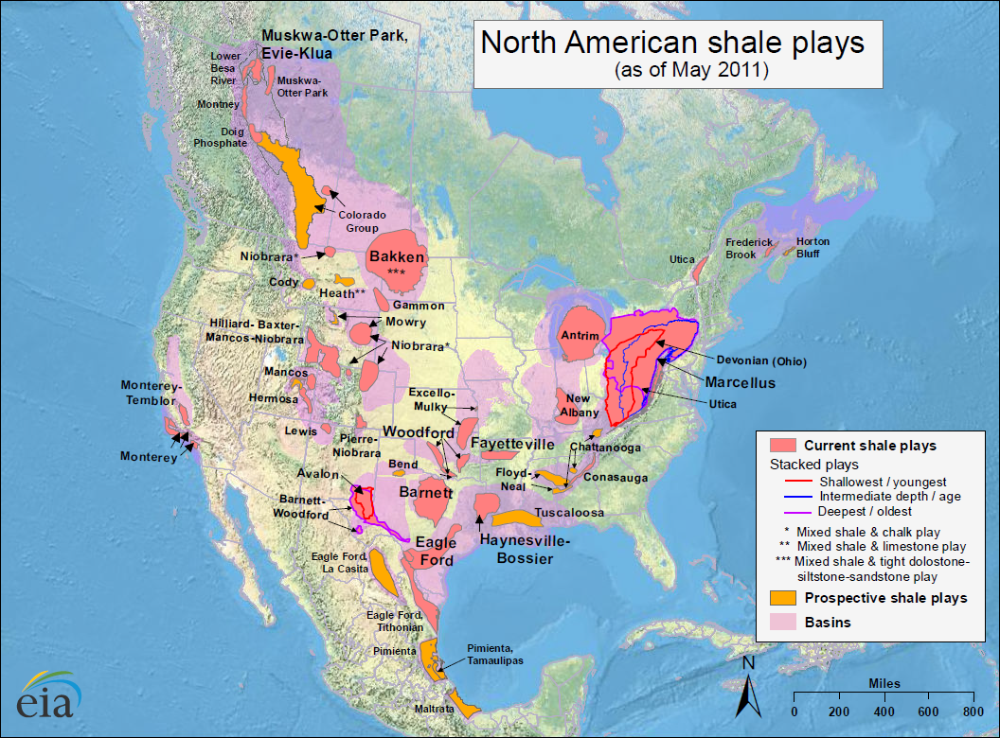 North American shale plays
(as of May 2011)
Muskwa-Otter Park,
Evie-Klua
Lower
Besa
River
Muskwa-
Otter Park
Montney
Doig
Phosphate
Colorado
Group
Frederick
Brook
Horton
Bluff
Utica
Niobrara*
Bakken
***
Cody
Heath**
Gammon
Mowry
Hilliard- Baxter-
Mancos-Niobrara
Niobrara*
Antrim
Devonian (Ohio)
Marcellus
Utica
Mancos
Hermosa
Monterey-
Temblor
Excello-
Mulky
New
Albany
Lewis
Pierre-
Niobrara
Woodford
Fayetteville
Chattanooga
Monterey
Avalon
Bend
Floyd-
Neal
Conasauga
Barnett
Barnett-
Woodford
Tuscaloosa
Eagle
Ford
Haynesville-
Bossier
Eagle Ford,
La Casita
Eagle Ford,
Tithonian
Pimienta
Pimienta,
Tamaulipas
Maltrata
Current shale plays
Stacked plays
Shallowest / youngest
Intermediate depth / age
Deepest / oldest
* Mixed shale & chalk play
** Mixed shale & limestone play
*** Mixed shale & tight dolostone-
siltstone-sandstone play
Prospective shale plays
Basins
N
Miles
0 200 400 600 800
eia